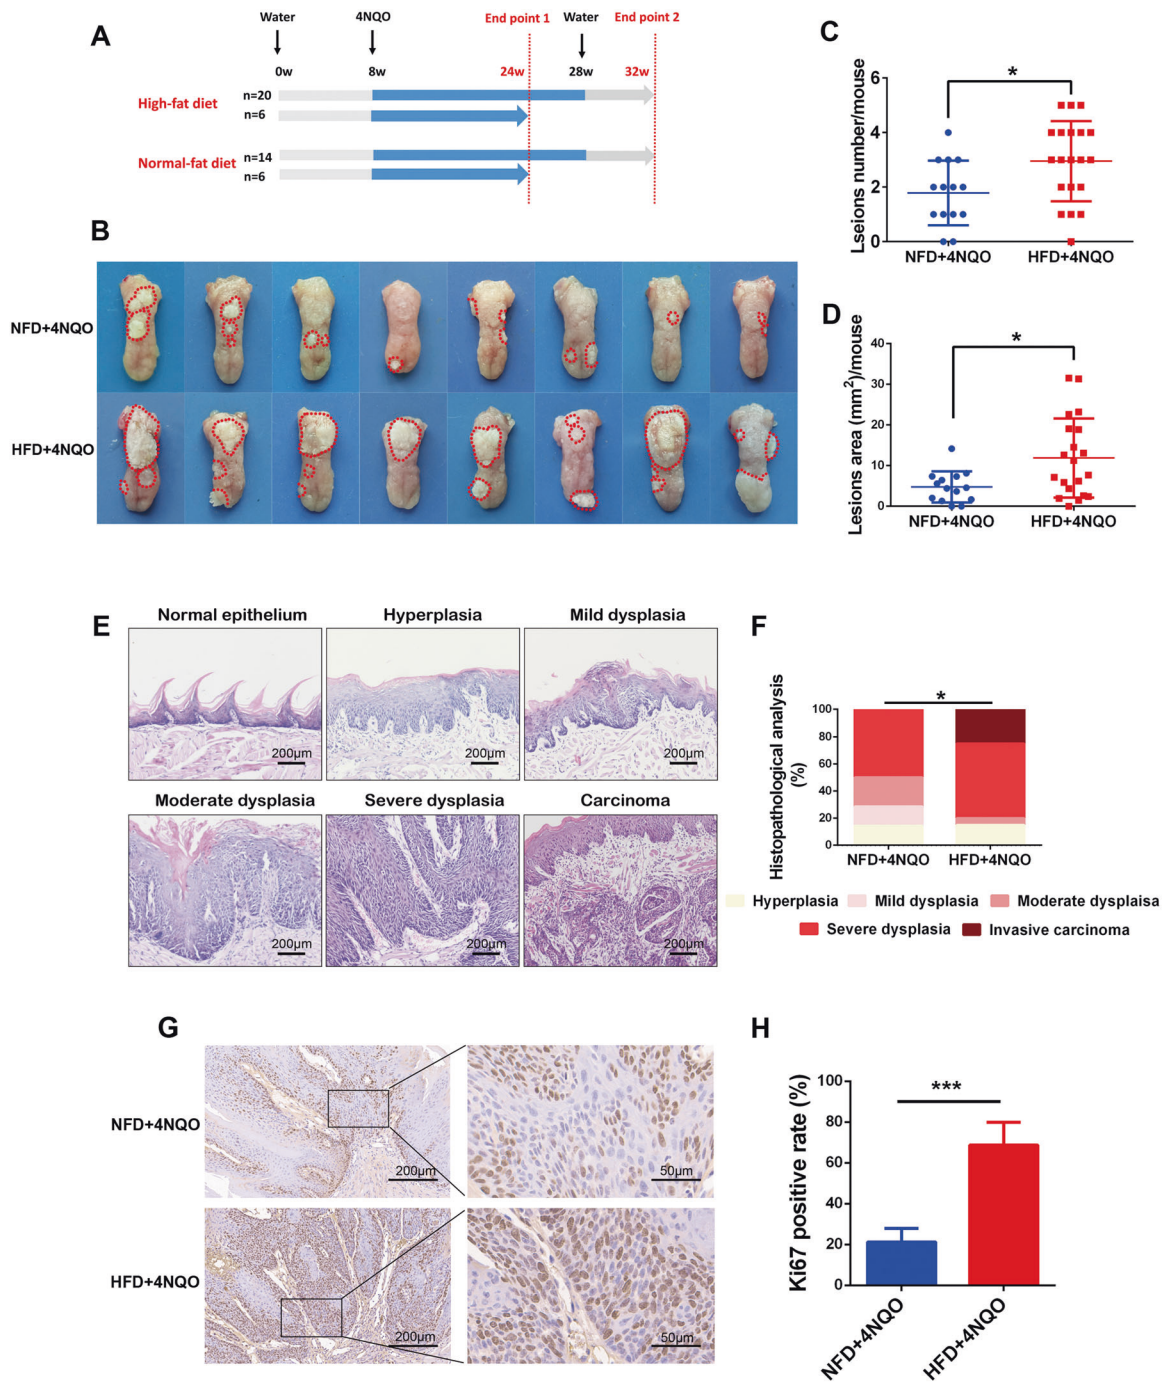 A
Water
4NQO
End point 1
Water
End point 2
0w
8w
24w
28w
32w
High-fat diet
n=20
n=6
Normal-fat diet
n=14
n=6
B
NFD+4NQO
HFD+4NQO
C
Lseions number/mouse
6
4
2
0
*
NFD+4NQO
HFD+4NQO
D
Lesions area (mm²)/mouse
40
30
20
10
0
*
NFD+4NQO
HFD+4NQO
E
Normal epithelium
Hyperplasia
Mild dysplasia
200μm
200μm
200μm
Moderate dysplasia
Severe dysplasia
Carcinoma
200μm
200μm
200μm
F
Histopathological analysis
(%)
100
80
60
40
20
0
*
NFD+4NQO
HFD+4NQO
Hyperplasia
Mild dysplasia
Moderate dysplaisa
Severe dysplasia
Invasive carcinoma
G
NFD+4NQO
200μm
50μm
HFD+4NQO
200μm
50μm
H
Ki67 positive rate (%)
100
80
60
40
20
0
***
NFD+4NQO
HFD+4NQO